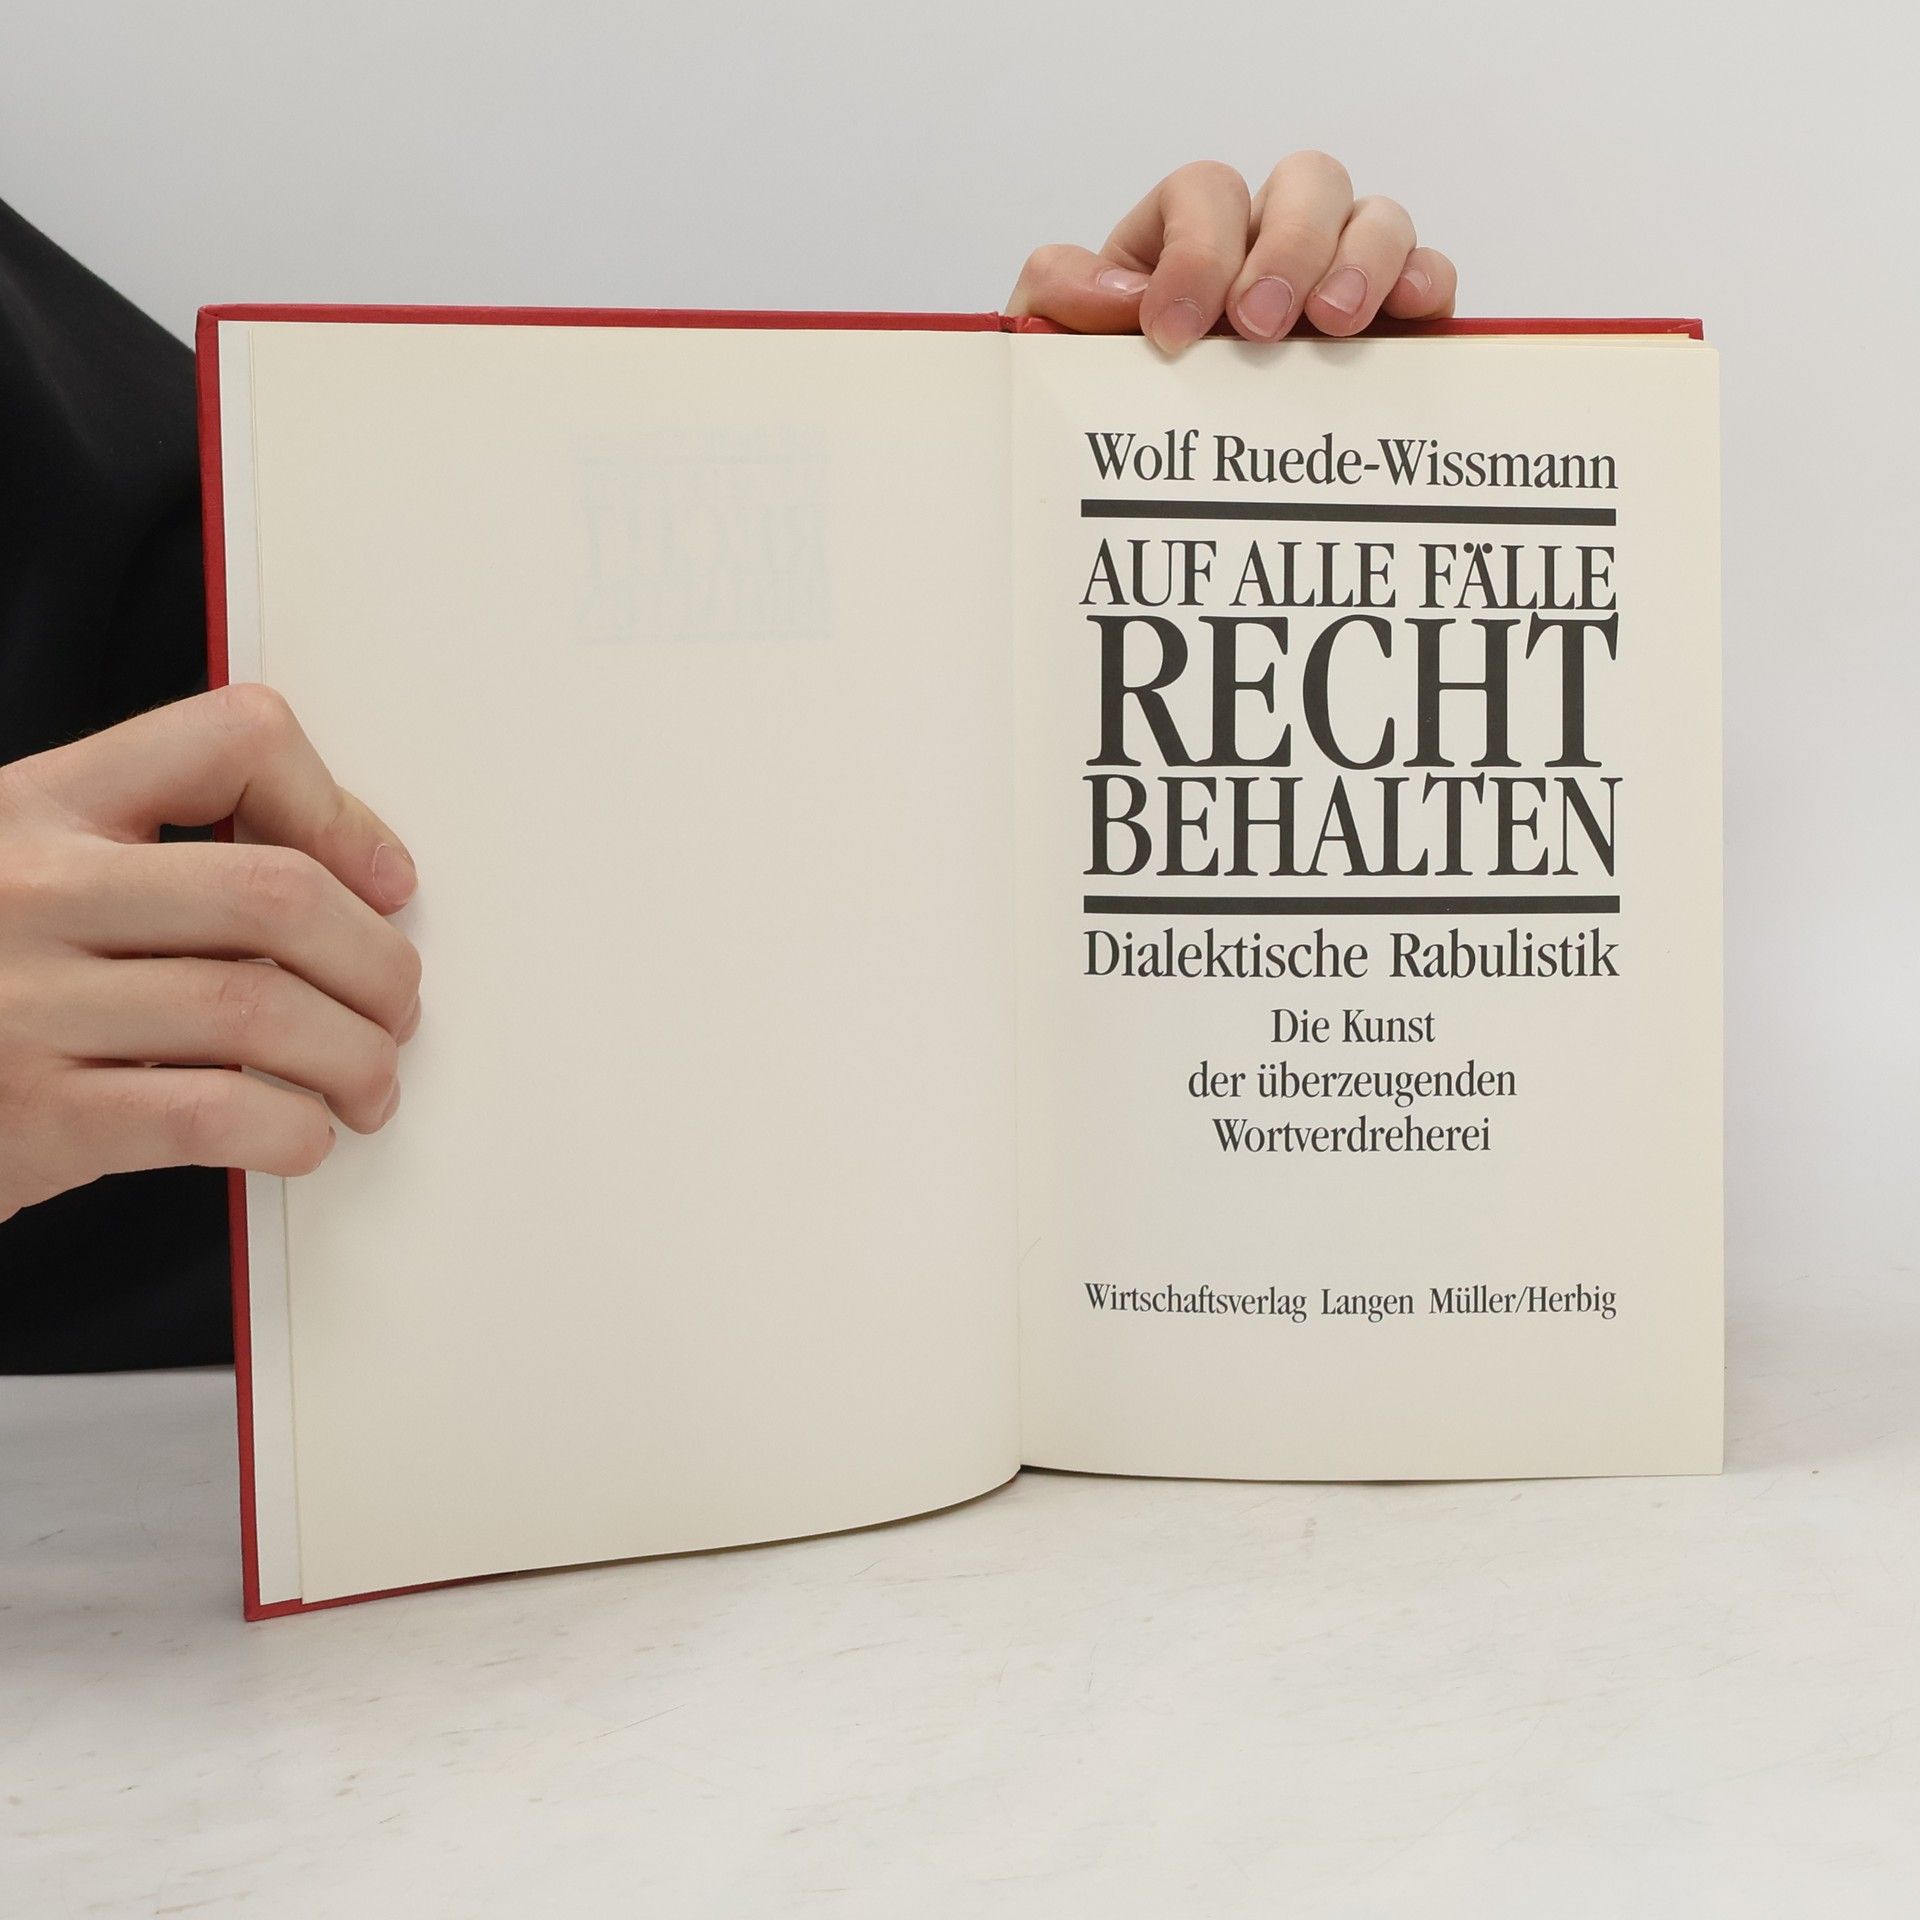 Wolf Ruede-Wissmann
AUF ALLE FÄLLE
RECHT
BEHALTEN
Dialektische Rabulistik
Die Kunst
der überzeugenden
Wortverdreherei
Wirtschaftsverlag Langen Müller/Herbig